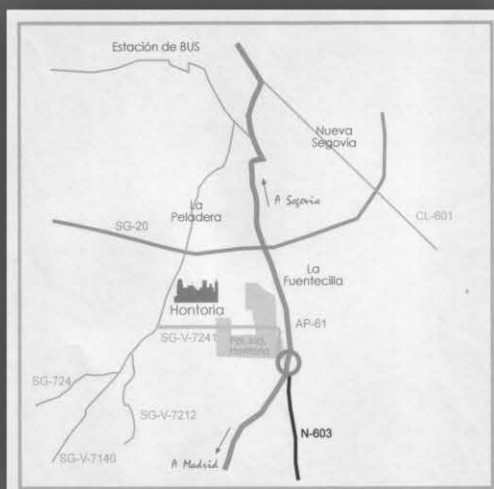 Estación de BUS
Nueva
Segovia
La
Peladera
A Segovia
CL-601
SG-20
La
Fuentecilla
Hontoria
AP-61
SG-V-7241
Pol. Ind.
Hontoria
SG-724
SG-V-7212
N-603
SG-V-7140
A Madrid